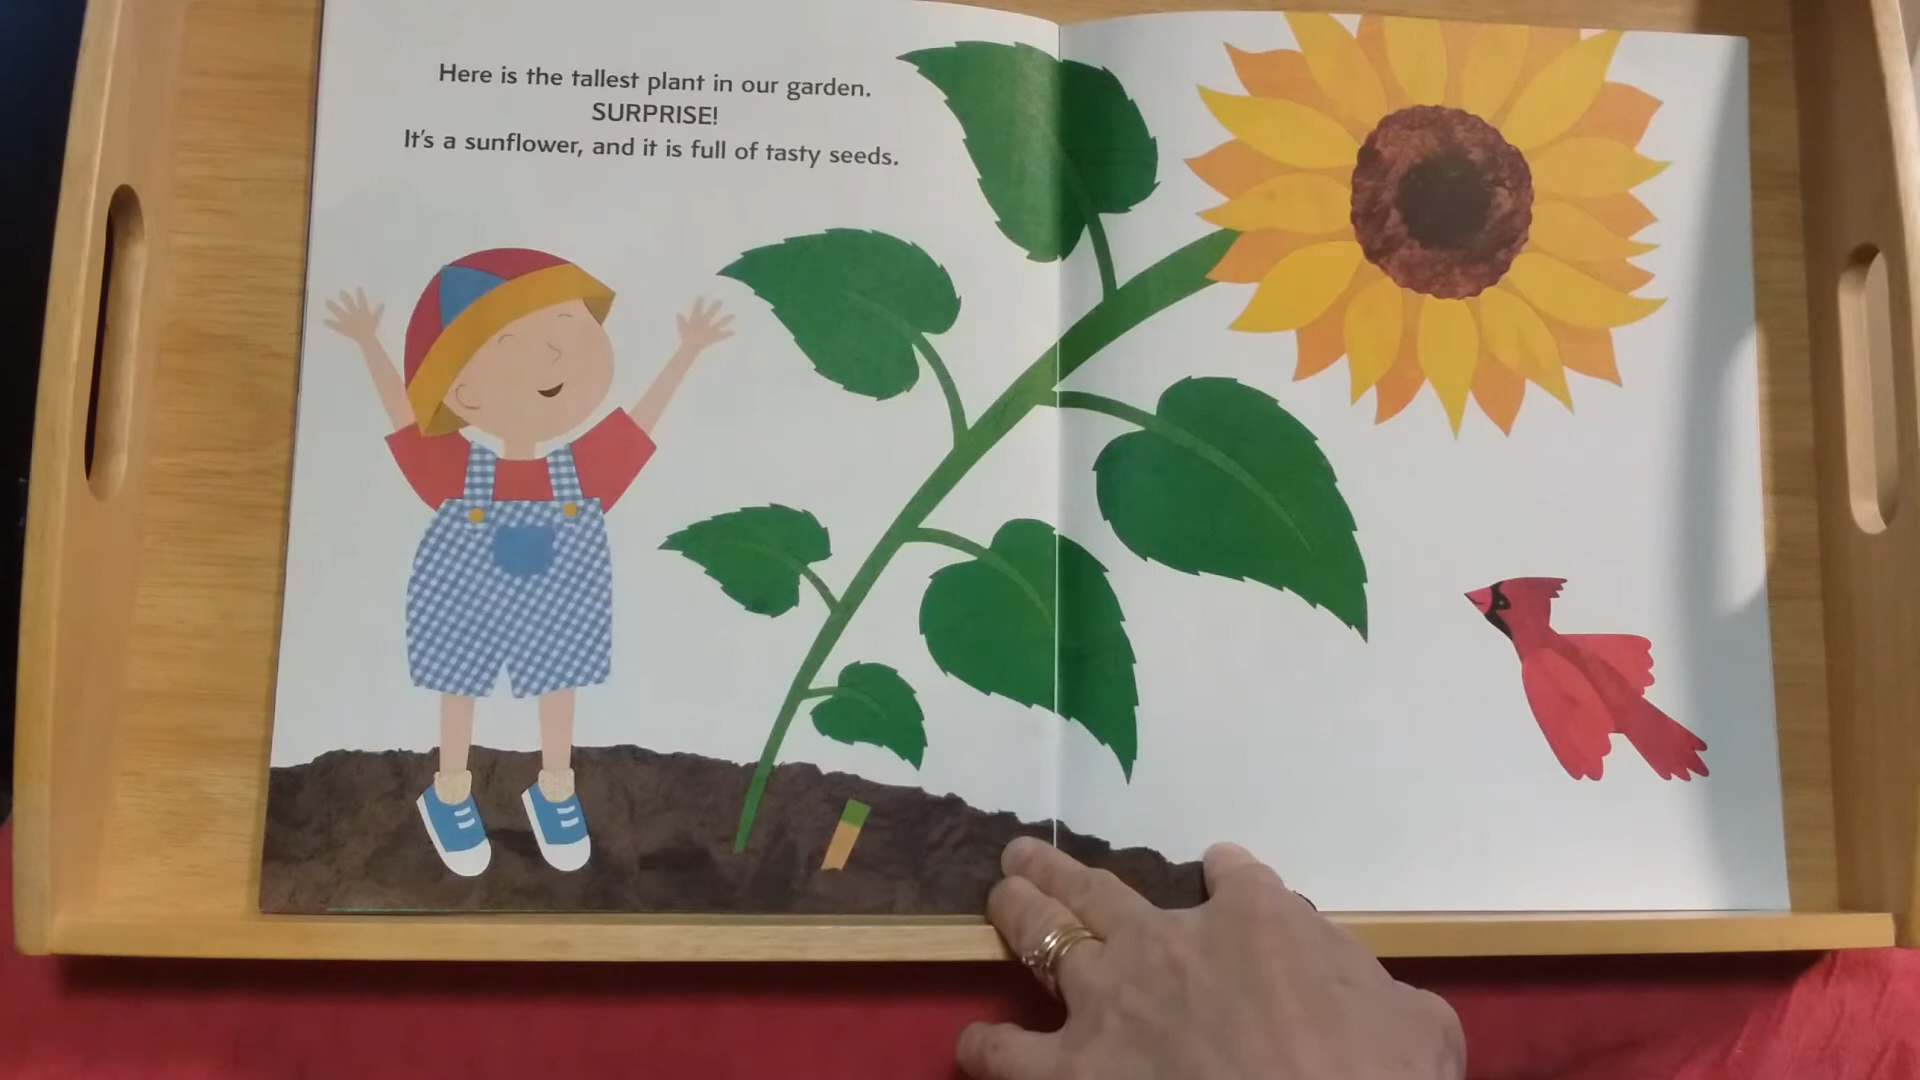 Here is the tallest plant in our garden.
SURPRISE!
It's a sunflower, and it is full of tasty seeds.